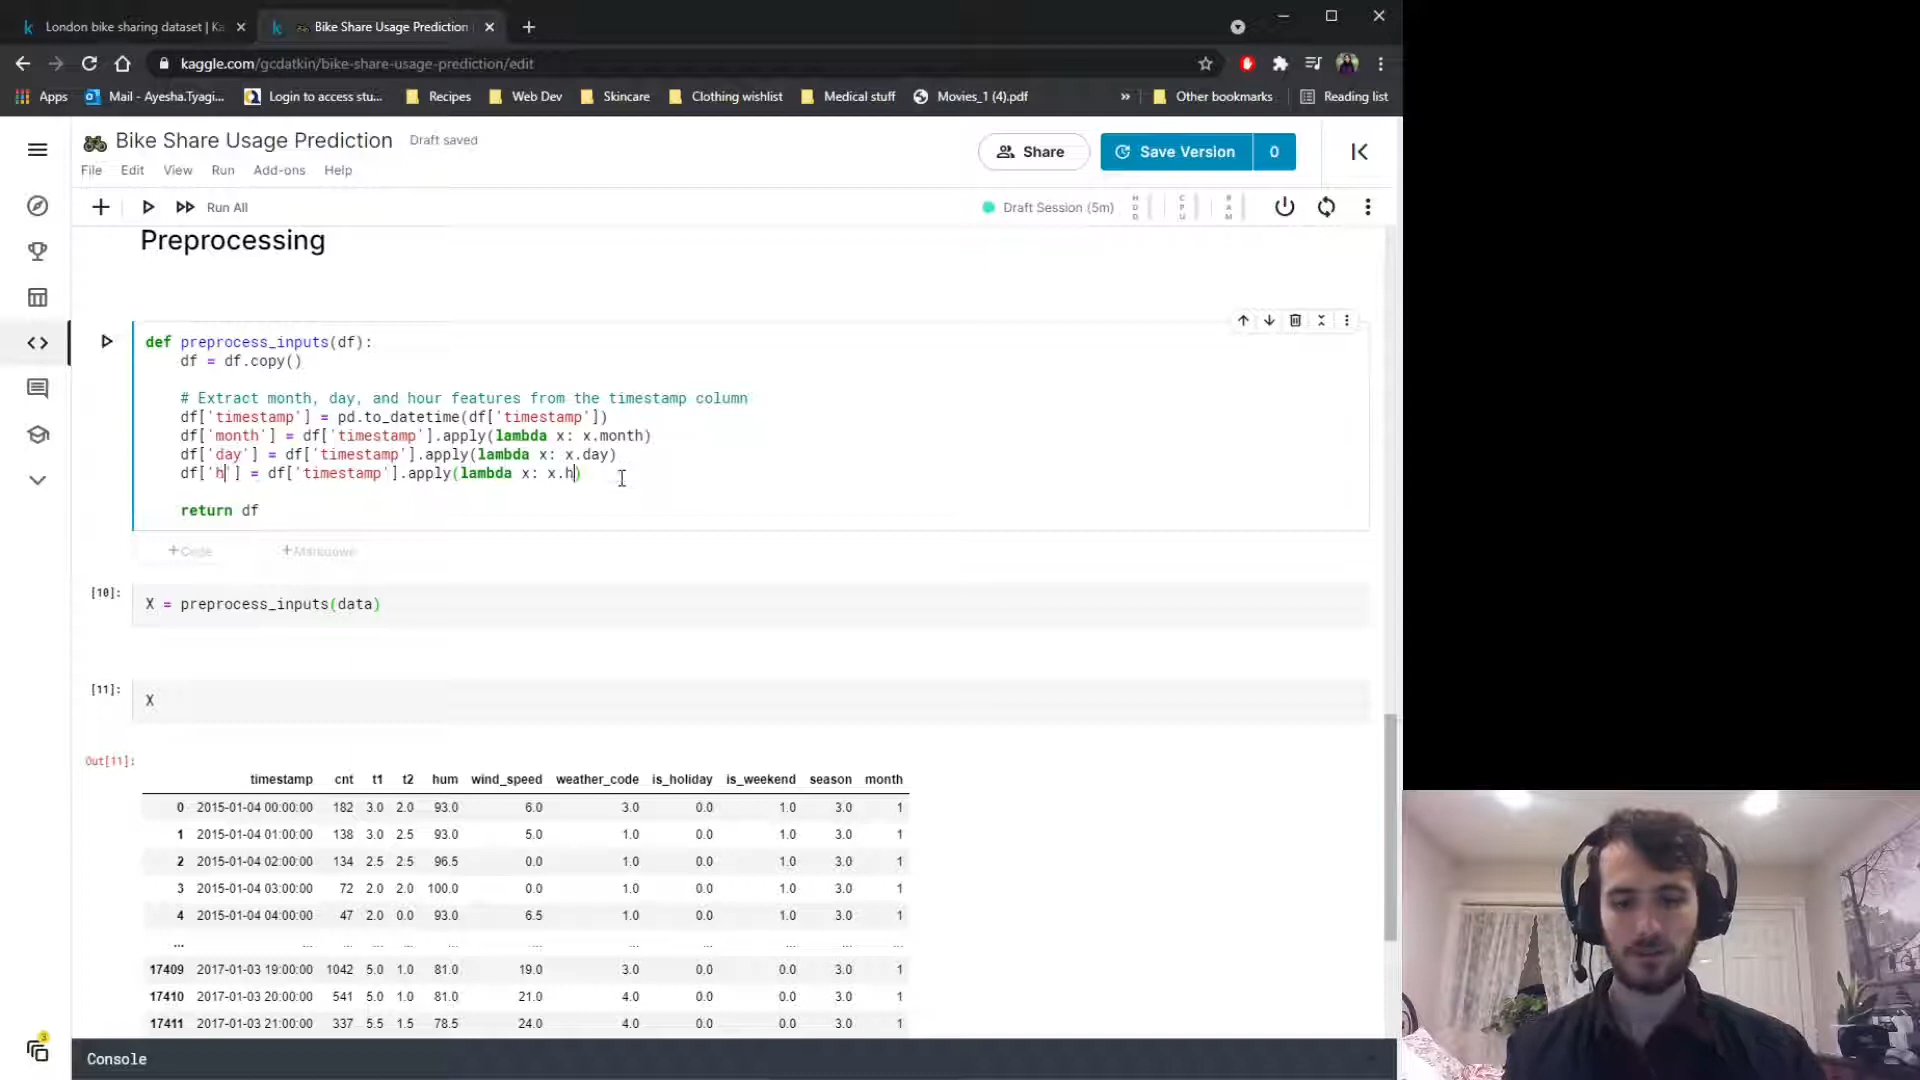 London bike sharing dataset | Ka
Bike Share Usage Prediction
kaggle.com/gcdatkin/bike-share-usage-prediction/edit
Apps
Mail - Ayesha.Tyagi...
Login to access stu...
Recipes
Web Dev
Skincare
Clothing wishlist
Medical stuff
Movies_1 (4).pdf
»
Other bookmarks
Reading list
Bike Share Usage Prediction
Draft saved
Share
Save Version
0
File Edit View Run Add-ons Help
Run All
Draft Session (5m)
HDD
CPU
RAM
Preprocessing
def preprocess_inputs(df):
df = df.copy()
# Extract month, day, and hour features from the timestamp column
df['timestamp'] = pd.to_datetime(df['timestamp'])
df['month'] = df['timestamp'].apply(lambda x: x.month)
df['day'] = df['timestamp'].apply(lambda x: x.day)
df['h'] = df['timestamp'].apply(lambda x: x.h)
return df
+ Code + Markdown
[10]:
X = preprocess_inputs(data)
[11]:
X
Out[11]:
timestamp cnt t1 t2 hum wind_speed weather_code is_holiday is_weekend season month
0 2015-01-04 00:00:00 182 3.0 2.0 93.0 6.0 3.0 0.0 1.0 3.0 1
1 2015-01-04 01:00:00 138 3.0 2.5 93.0 5.0 1.0 0.0 1.0 3.0 1
2 2015-01-04 02:00:00 134 2.5 2.5 96.5 0.0 1.0 0.0 1.0 3.0 1
3 2015-01-04 03:00:00 72 2.0 2.0 100.0 0.0 1.0 0.0 1.0 3.0 1
4 2015-01-04 04:00:00 47 2.0 0.0 93.0 6.5 1.0 0.0 1.0 3.0 1
... ... ... ... ... ... ... ... ... ... ... ...
17409 2017-01-03 19:00:00 1042 5.0 1.0 81.0 19.0 3.0 0.0 0.0 3.0 1
17410 2017-01-03 20:00:00 541 5.0 1.0 81.0 21.0 4.0 0.0 0.0 3.0 1
17411 2017-01-03 21:00:00 337 5.5 1.5 78.5 24.0 4.0 0.0 0.0 3.0 1
3
Console